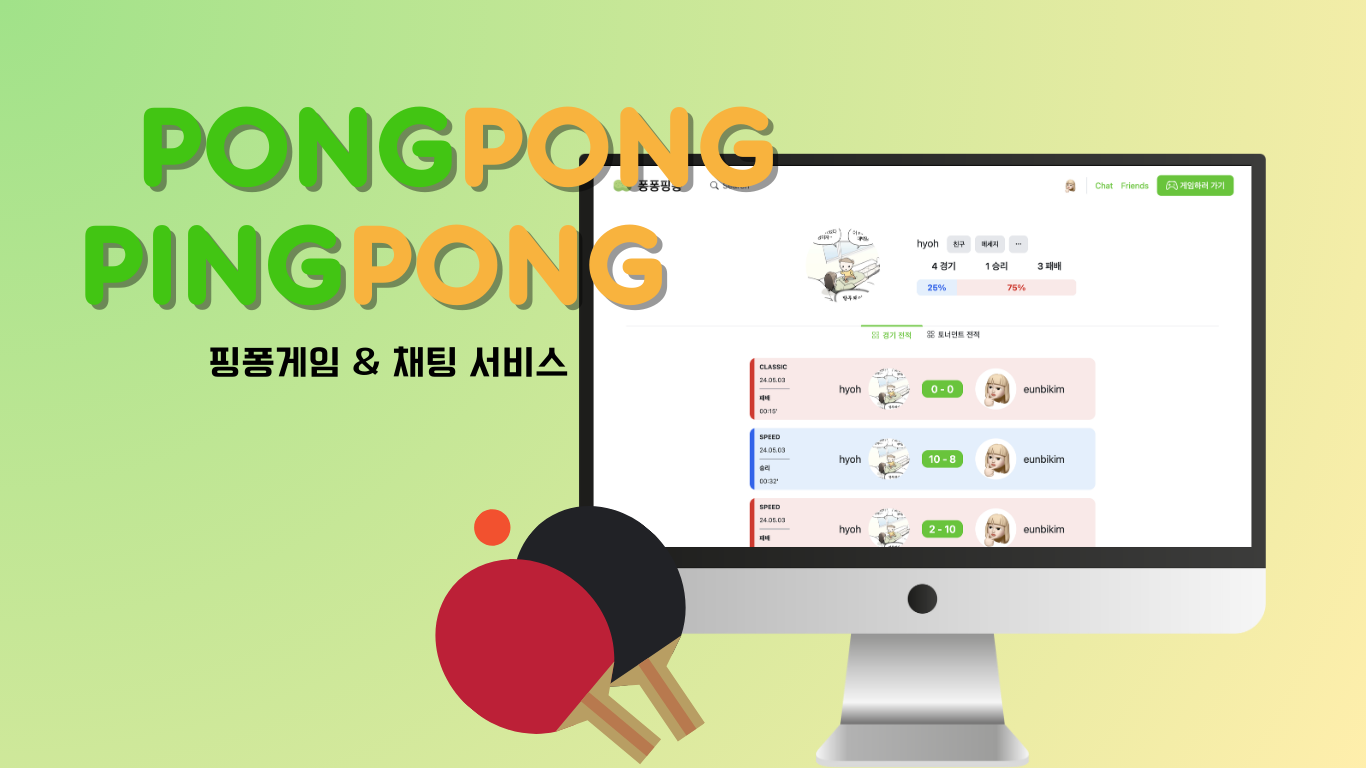 PONGPONG
PINGPONG
핑퐁게임 & 채팅 서비스
퐁퐁핑퐁
Chat Friends 게임하러 가기
hyoh 친구 메세지 ...
4 경기 1 승리 3 패배
25% 75%
경기 전적 토너먼트 전적
CLASSIC
24.05.03
패배
00:15'
hyoh 0 - 0 eunbikim
SPEED
24.05.03
승리
00:32'
hyoh 10 - 8 eunbikim
SPEED
24.05.03
패배
hyoh 2 - 10 eunbikim